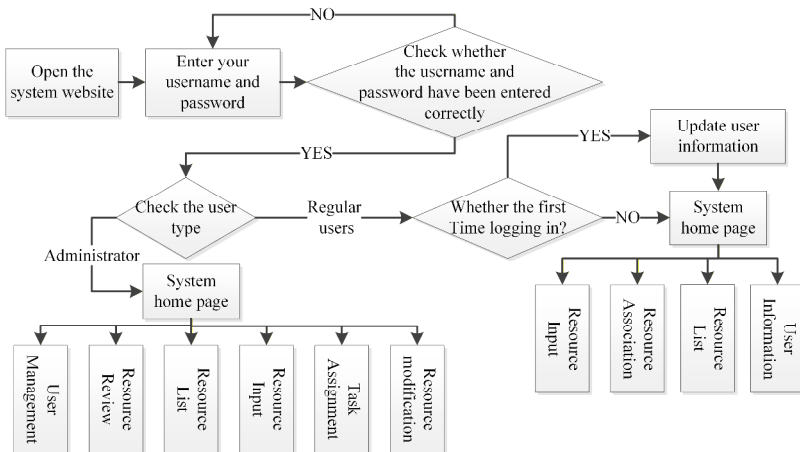 NO
Open the
system website
Enter your
username and
password
Check whether
the username and
password have been entered
correctly
YES
YES
Update user
information
Check the user
type
Regular
users
Whether the first
Time logging in?
NO
System
home page
Administrator
System
home page
Resource
Input
Resource
Association
Resource
List
User
Information
User
Management
Resource
Review
Resource
List
Resource
Input
Task
Assignment
Resource
modification